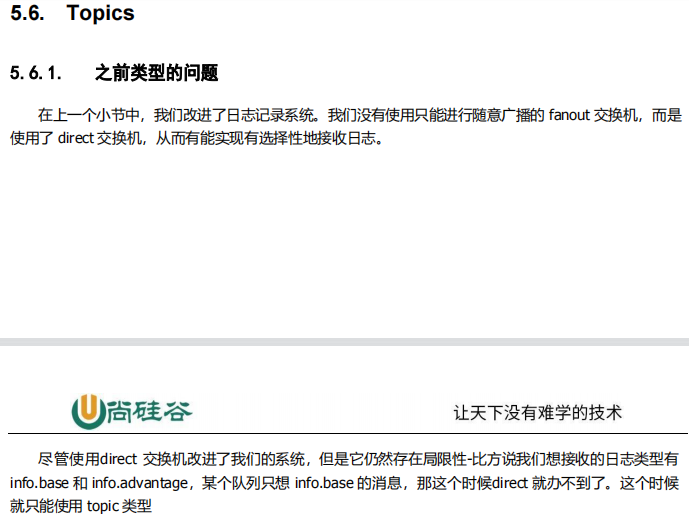 5.6. Topics
5.6.1. 之前类型的问题
在上一个小节中，我们改进了日志记录系统。我们没有使用只能进行随意广播的 fanout 交换机，而是
使用了 direct 交换机，从而有能实现有选择性地接收日志。
尚硅谷
让天下没有难学的技术
尽管使用direct 交换机改进了我们的系统，但是它仍然存在局限性-比方说我们想接收的日志类型有
info.base 和 info.advantage，某个队列只想 info.base 的消息，那这个时候direct 就办不到了。这个时候
就只能使用 topic 类型